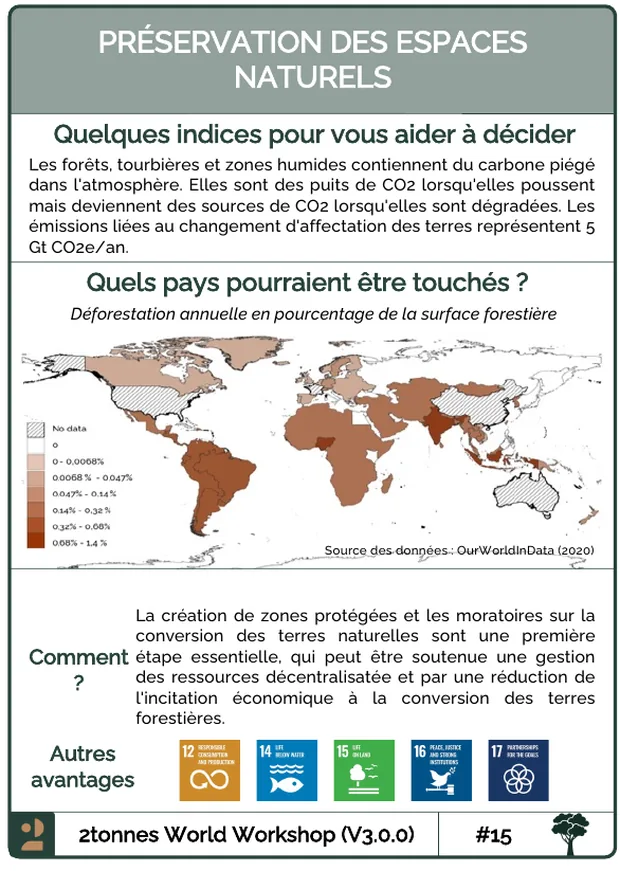 PRÉSERVATION DES ESPACES
NATURELS
Quelques indices pour vous aider à décider
Les forêts, tourbières et zones humides contiennent du carbone piégé
dans l'atmosphère. Elles sont des puits de CO2 lorsqu'elles poussent
mais deviennent des sources de CO2 lorsqu'elles sont dégradées. Les
émissions liées au changement d'affectation des terres représentent 5
Gt CO2e/an.
Quels pays pourraient être touchés ?
Déforestation annuelle en pourcentage de la surface forestière
No data
0
0 - 0,0068%
0.0068 % - 0.047%
0.047% - 0.14 %
0.14% - 0,32 %
0.32% - 0,68%
0.68% - 1,4 %
Source des données : OurWorldInData (2020)
La création de zones protégées et les moratoires sur la
conversion des terres naturelles sont une première
étape essentielle, qui peut être soutenue une gestion
des ressources décentralisatée et par une réduction de
l'incitation économique à la conversion des terres
forestières.
Comment
?
Autres
avantages
12 RESPONSIBLE
CONSUMPTION
AND PRODUCTION
14 LIFE
BELOW WATER
15 LIFE
ON LAND
16 PEACE, JUSTICE
AND STRONG
INSTITUTIONS
17 PARTNERSHIPS
FOR THE GOALS
2tonnes World Workshop (V3.0.0)
#15